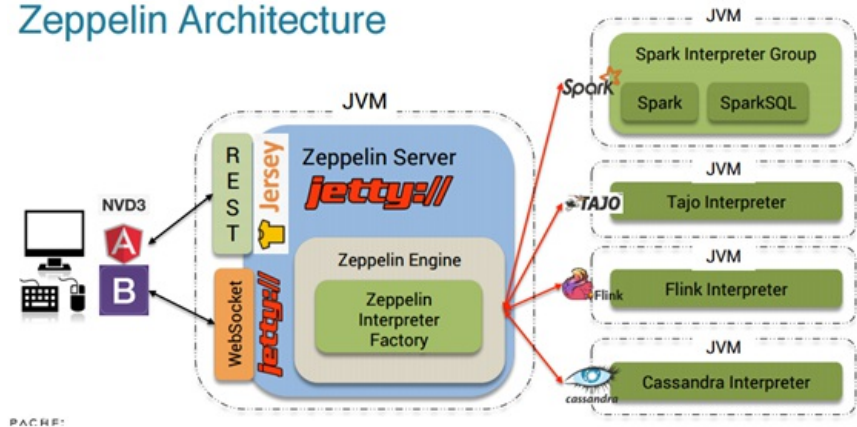 Zeppelin Architecture
NVD3
A
B
JVM
REST
Jersey
Zeppelin Server
jetty://
WebSocket
jetty://
Zeppelin Engine
Zeppelin
Interpreter
Factory
JVM
Spark
Spark Interpreter Group
Spark
SparkSQL
JVM
TAJO
Tajo Interpreter
JVM
Flink
Flink Interpreter
JVM
cassandra
Cassandra Interpreter